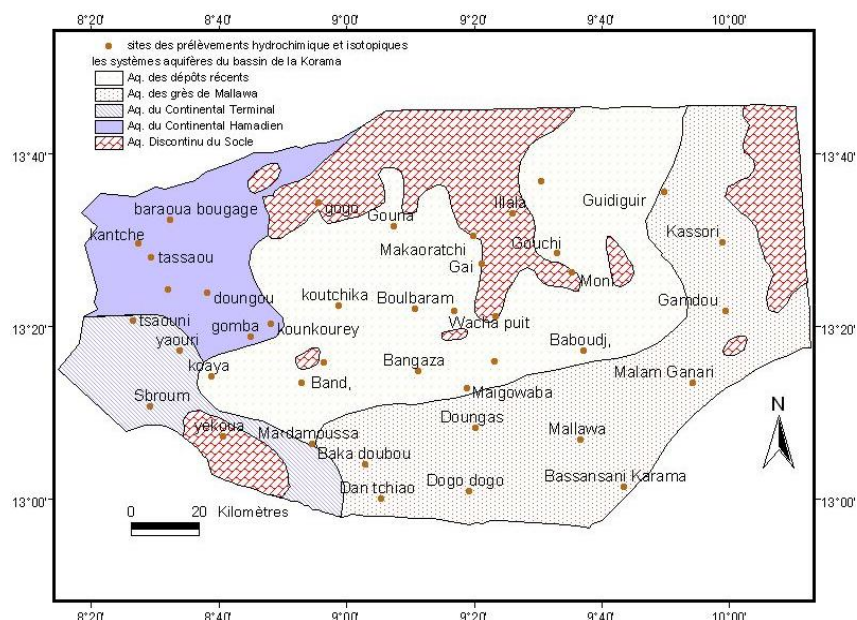 8°20' 8°40' 9°00' 9°20' 9°40' 10°00'
sites des prélèvements hydrochimique et isotopiques
les systèmes aquifères du bassin de la Korama
Aq. des dépôts récents
Aq. des grès de Mallawa
Aq. du Continental Terminal
Aq. du Continental Hamadien
Aq. Discontinu du Socle
13°40' 13°40'
Guidiguir
Illala
gogo
baraoua bougage
Gouna
Kassori
kantche
Makaoratchi
Gouchi
tassaou
Gai
Moni
doungou
koutchika
Boulbaram
Gamdou
13°20' 13°20'
tsaouni
gomba
kounkourey
Wacha puit
yaouri
Baboudj,
koaya
Bangaza
Malam Ganari
Sbroum
Band,
Maigowaba
Doungas
yekoua
Mallawa
Baka doubou
Dogo dogo
Bassansani Karama
Dan tchiao
N
13°00' 13°00'
0 20 Kilomètres
8°20' 8°40' 9°00' 9°20' 9°40' 10°00'